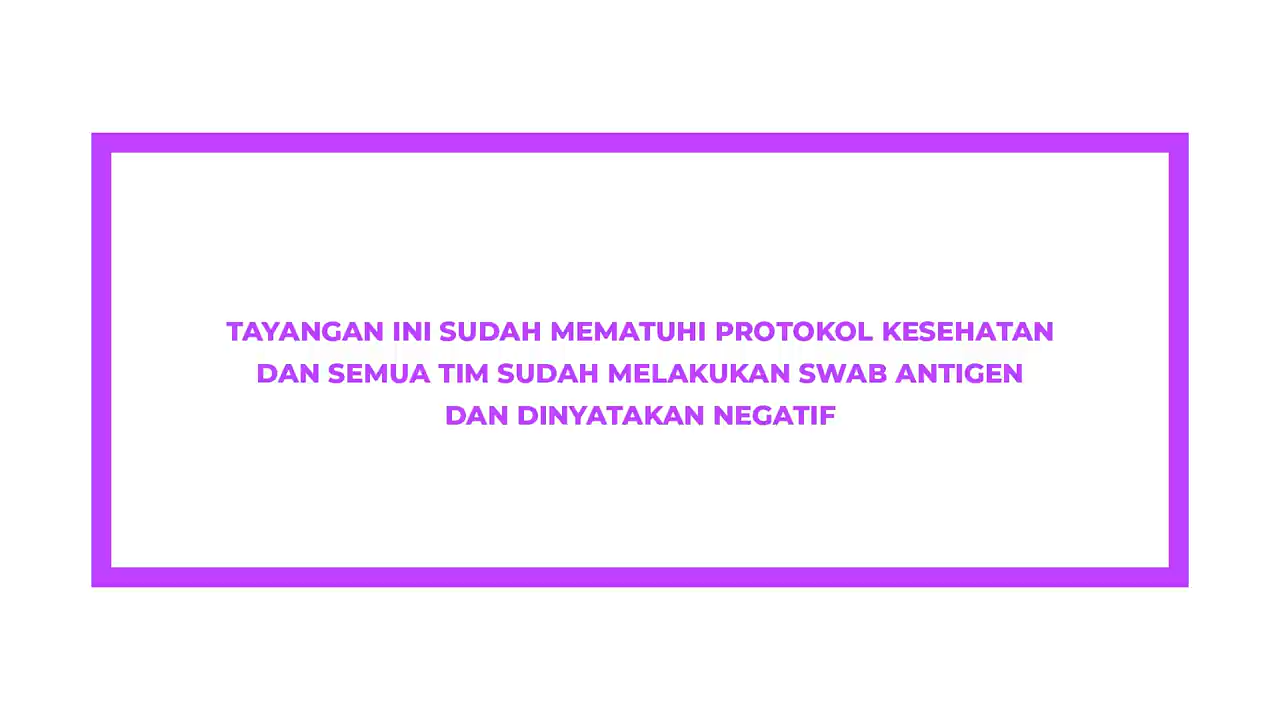 TAYANGAN INI SUDAH MEMATUHI PROTOKOL KESEHATAN
DAN SEMUA TIM SUDAH MELAKUKAN SWAB ANTIGEN
DAN DINYATAKAN NEGATIF